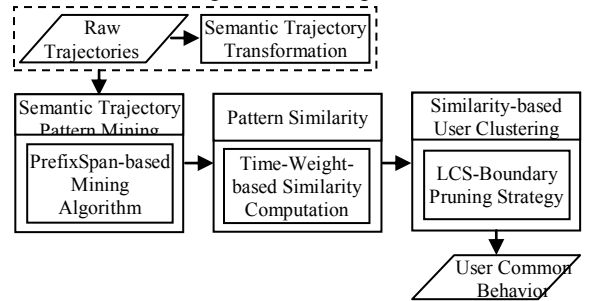 Raw
Trajectories
Semantic Trajectory
Transformation
Semantic Trajectory
Pattern Mining
PrefixSpan-based
Mining
Algorithm
Pattern Similarity
Time-Weight-
based Similarity
Computation
Similarity-based
User Clustering
LCS-Boundary
Pruning Strategy
User Common
Behavior